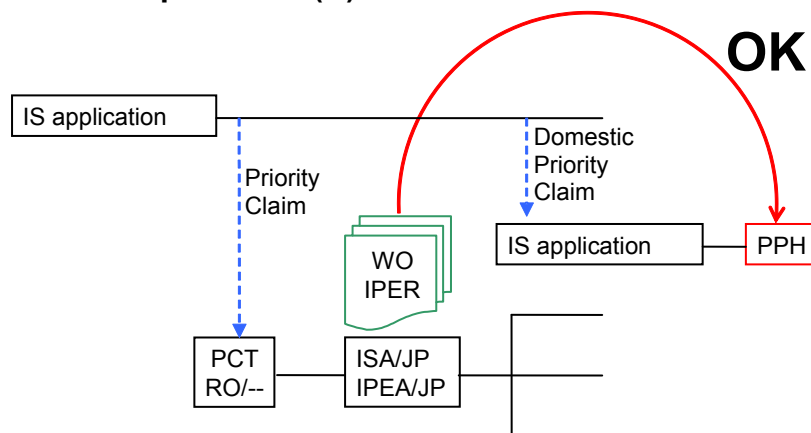 OK
IS application
Priority
Claim
Domestic
Priority
Claim
WO
IPER
IS application
PPH
PCT
RO/--
ISA/JP
IPEA/JP